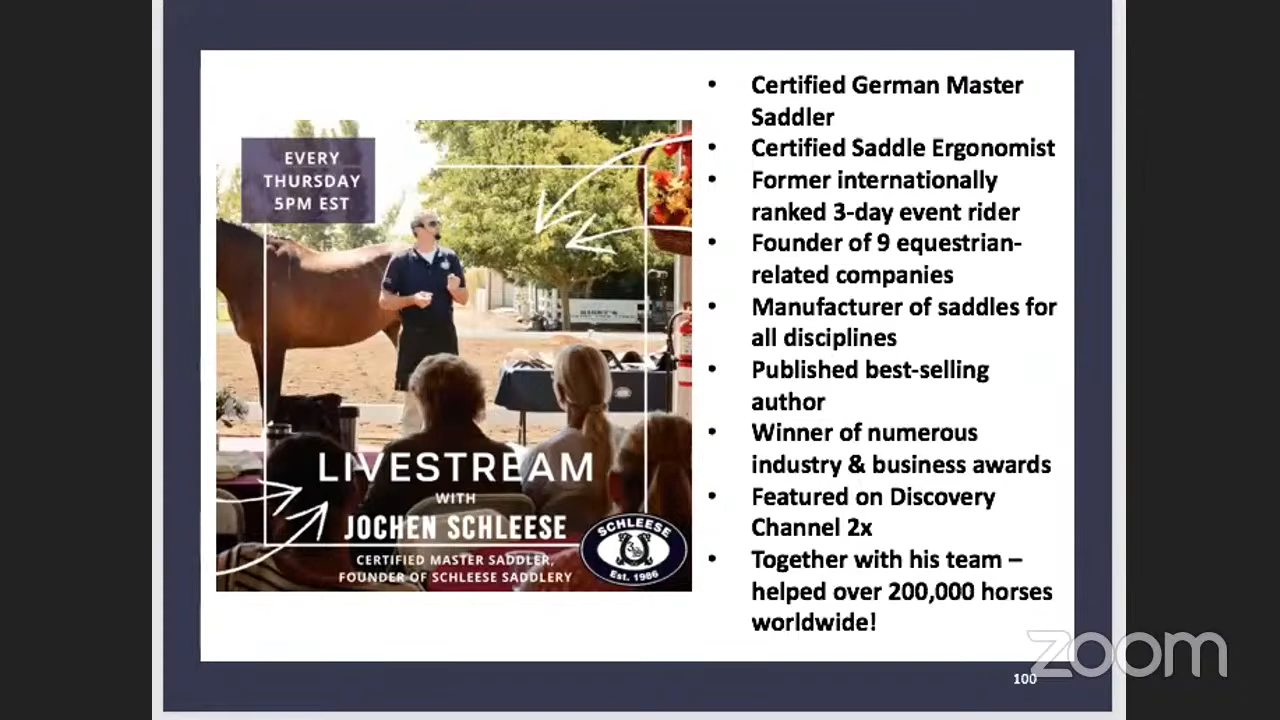 EVERY
THURSDAY
5PM EST
LIVESTREAM
WITH
JOCHEN SCHLEESE
CERTIFIED MASTER SADDLER,
FOUNDER OF SCHLEESE SADDLERY
SCHLEESE
Est. 1986
• Certified German Master
Saddler
• Certified Saddle Ergonomist
• Former internationally
ranked 3-day event rider
• Founder of 9 equestrian-
related companies
• Manufacturer of saddles for
all disciplines
• Published best-selling
author
• Winner of numerous
industry & business awards
• Featured on Discovery
Channel 2x
• Together with his team –
helped over 200,000 horses
worldwide!
zoom
100